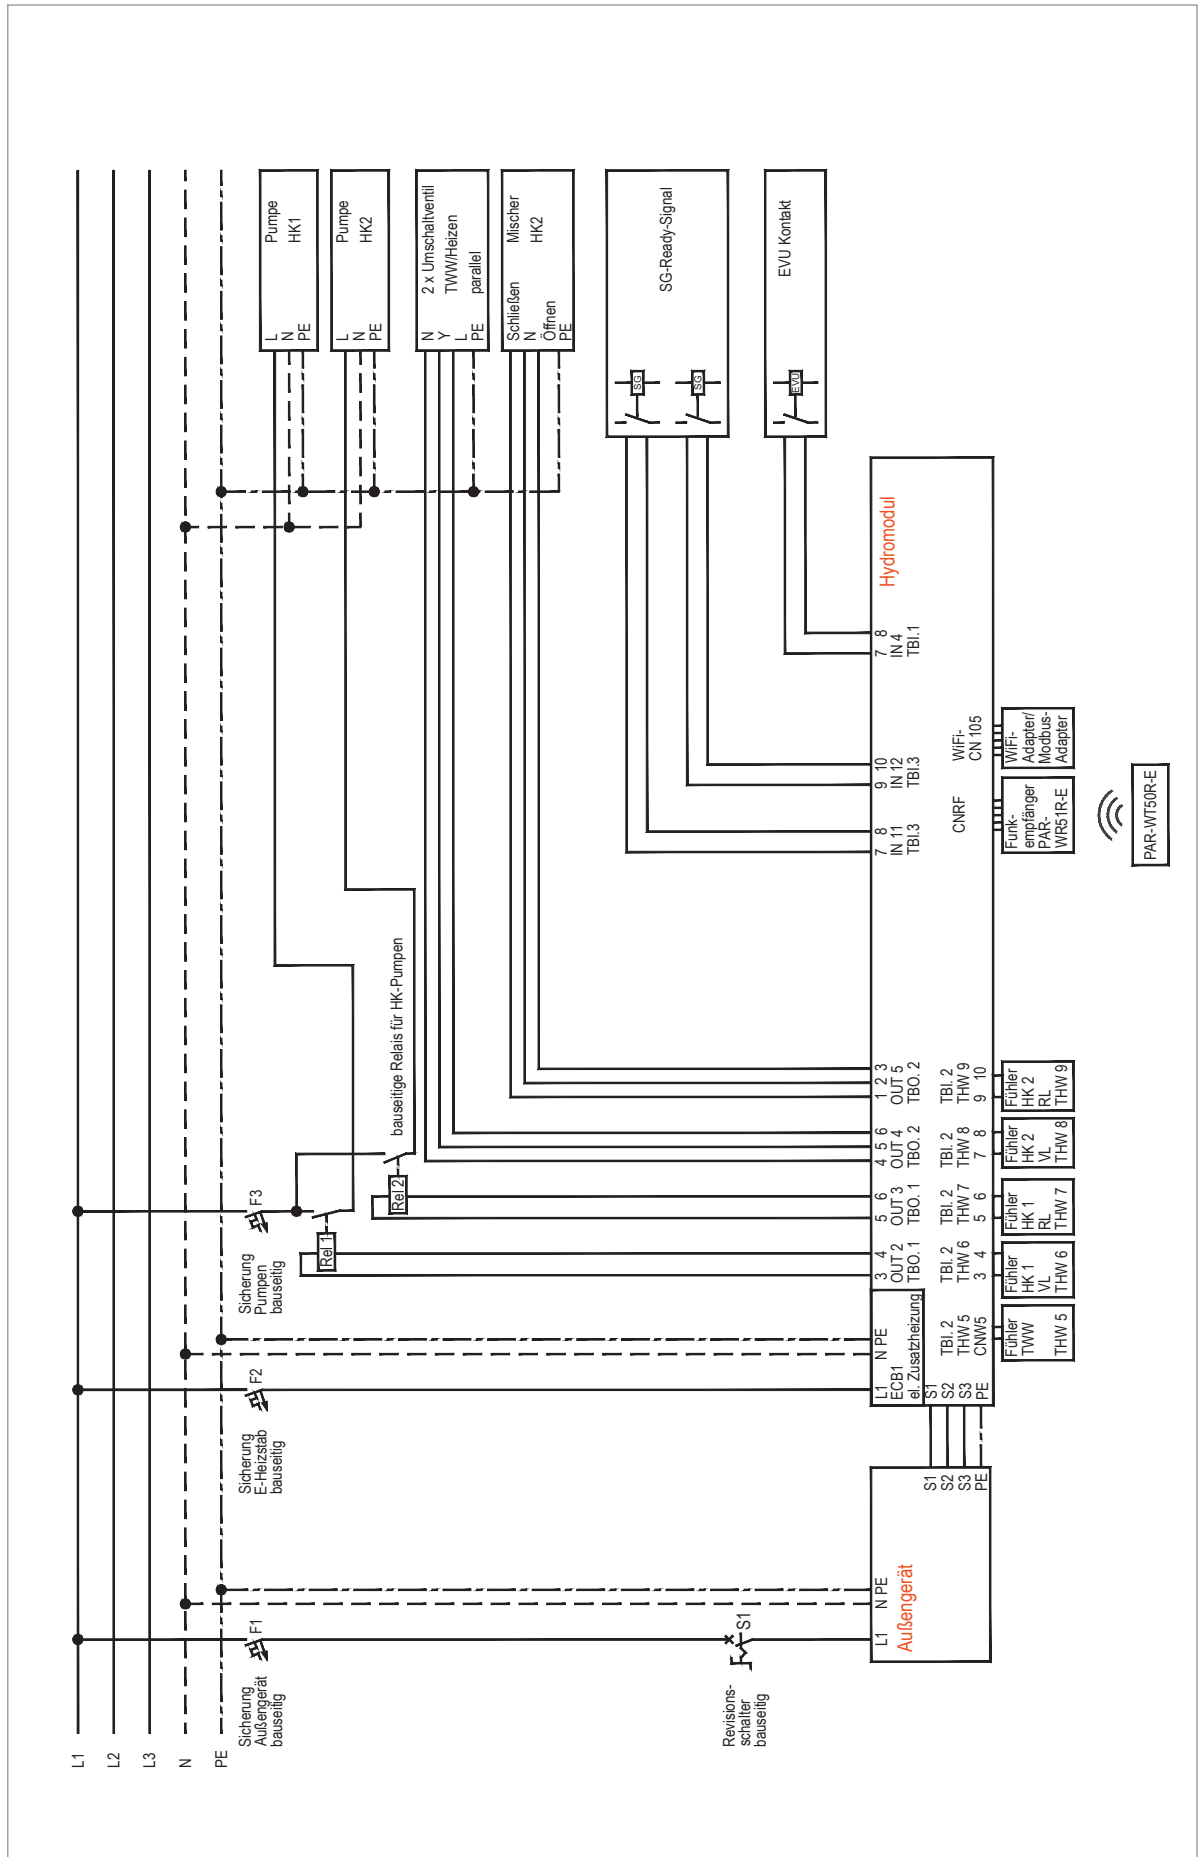 L1
L2
L3
N
PE
Sicherung
Außengerät
bauseitig
F1
Sicherung
E-Heizstab
bauseitig
F2
Sicherung
Pumpen
bauseitig
F3
Revisions-
schalter
bauseitig
S1
Rel 1
Rel 2
bauseitige Relais für HK-Pumpen
Pumpe
HK1
L
N
PE
Pumpe
HK2
L
N
PE
2 x Umschaltventil
TWW/Heizen
parallel
N
Y
L
PE
Mischer
HK2
Schließen
N
Öffnen
PE
SG-Ready-Signal
SG
SG
EVU Kontakt
EVU
Außengerät
L1
N PE
S1
S2
S3
PE
Hydromodul
L1
N PE
ECB1
el. Zusatzheizung
S1
S2
S3
PE
3 4
OUT 2
TBO. 1
5 6
OUT 3
TBO. 1
4 5 6
OUT 4
TBO. 2
1 2 3
OUT 5
TBO. 2
7 8
IN 11
TBI.3
9 10
IN 12
TBI.3
7 8
IN 4
TBI.1
TBI. 2
THW 5
CNW5
TBI. 2
THW 6
3 4
TBI. 2
THW 7
5 6
TBI. 2
THW 8
7 8
TBI. 2
THW 9
9 10
CNRF
WiFi-
CN 105
Fühler
TWW
THW 5
Fühler
HK 1
VL
THW 6
Fühler
HK 1
RL
THW 7
Fühler
HK 2
VL
THW 8
Fühler
HK 2
RL
THW 9
Funk-
empfänger
PAR-
WR51R-E
WiFi-
Adapter/
Modbus-
Adapter
PAR-WT50R-E